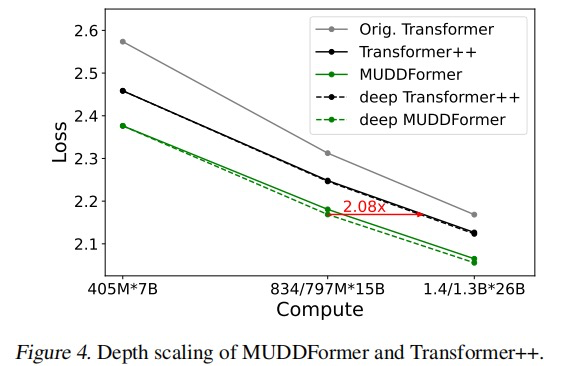 2.6
2.5
2.4
2.3
2.2
2.1
Loss
Orig. Transformer
Transformer++
MUDDFormer
deep Transformer++
deep MUDDFormer
2.08x
405M*7B
834/797M*15B
1.4/1.3B*26B
Compute
Figure 4. Depth scaling of MUDDFormer and Transformer++.